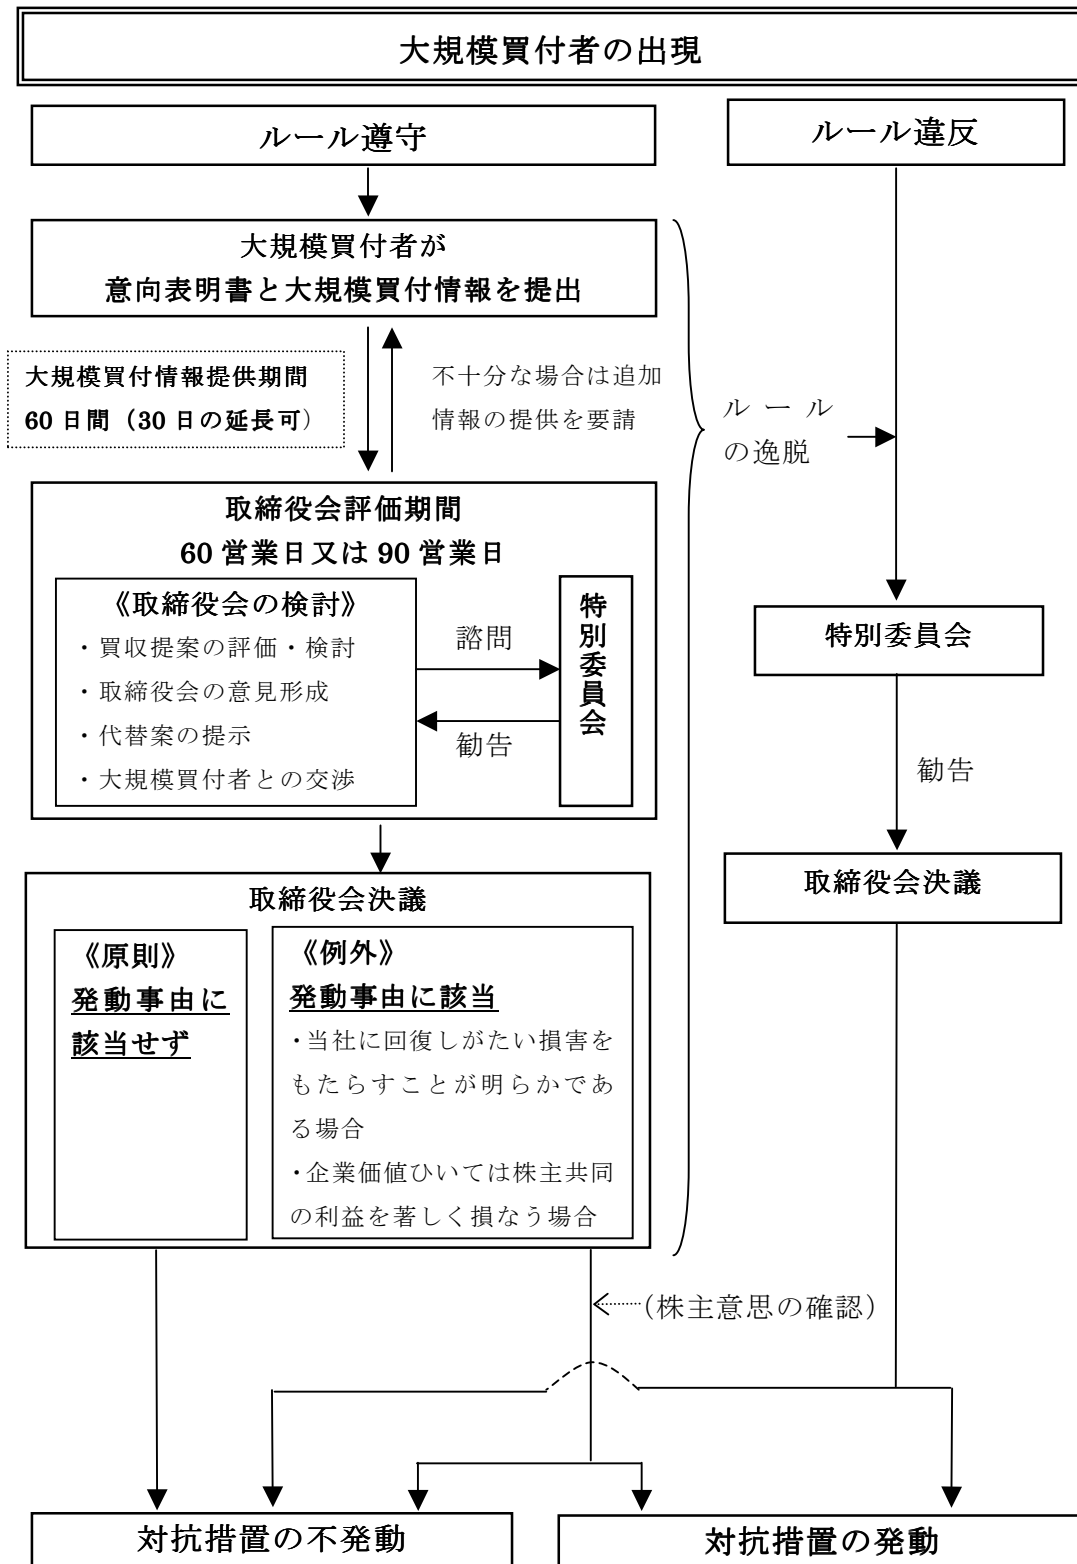 大規模買付者の出現
ルール遵守
ルール違反
大規模買付者が
意向表明書と大規模買付情報を提出
大規模買付情報提供期間
60 日間（30 日の延長可）
不十分な場合は追加
情報の提供を要請
ルール
の逸脱
取締役会評価期間
60 営業日又は 90 営業日
《取締役会の検討》
・買収提案の評価・検討
・取締役会の意見形成
・代替案の提示
・大規模買付者との交渉
諮問
勧告
特別委員会
特別委員会
勧告
取締役会決議
取締役会決議
《原則》
発動事由に
該当せず
《例外》
発動事由に該当
・当社に回復しがたい損害を
もたらすことが明らかであ
る場合
・企業価値ひいては株主共同
の利益を著しく損なう場合
（株主意思の確認）
対抗措置の不発動
対抗措置の発動